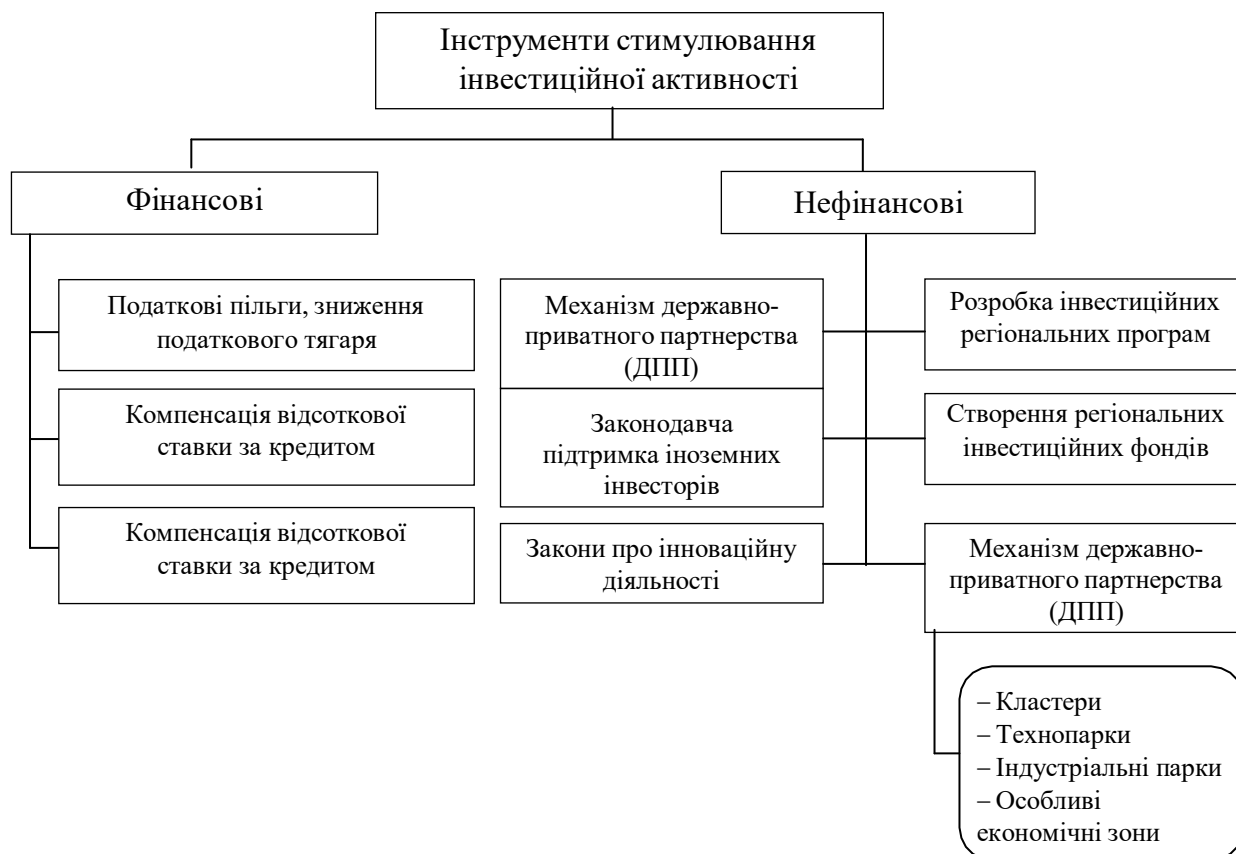 Інструменти стимулювання
інвестиційної активності
Фінансові
Нефінансові
Податкові пільги, зниження
податкового тягаря
Компенсація відсоткової
ставки за кредитом
Компенсація відсоткової
ставки за кредитом
Механізм державно-
приватного партнерства
(ДПП)
Законодавча
підтримка іноземних
інвесторів
Закони про інноваційну
діяльності
Розробка інвестиційних
регіональних програм
Створення регіональних
інвестиційних фондів
Механізм державно-
приватного партнерства
(ДПП)
– Кластери
– Технопарки
– Індустріальні парки
– Особливі
економічні зони